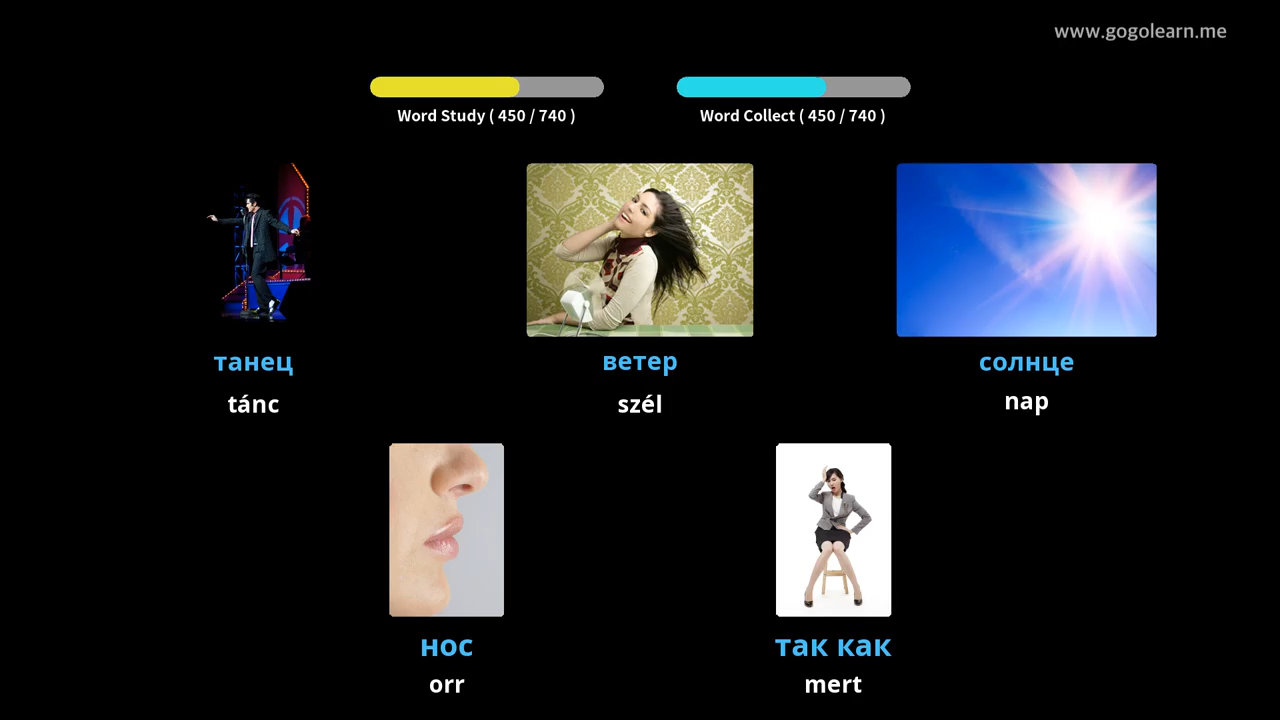 www.gogolearn.me
Word Study ( 450 / 740 )
Word Collect ( 450 / 740 )
танец
ветер
солнце
tánc
szél
nap
нос
так как
orr
mert